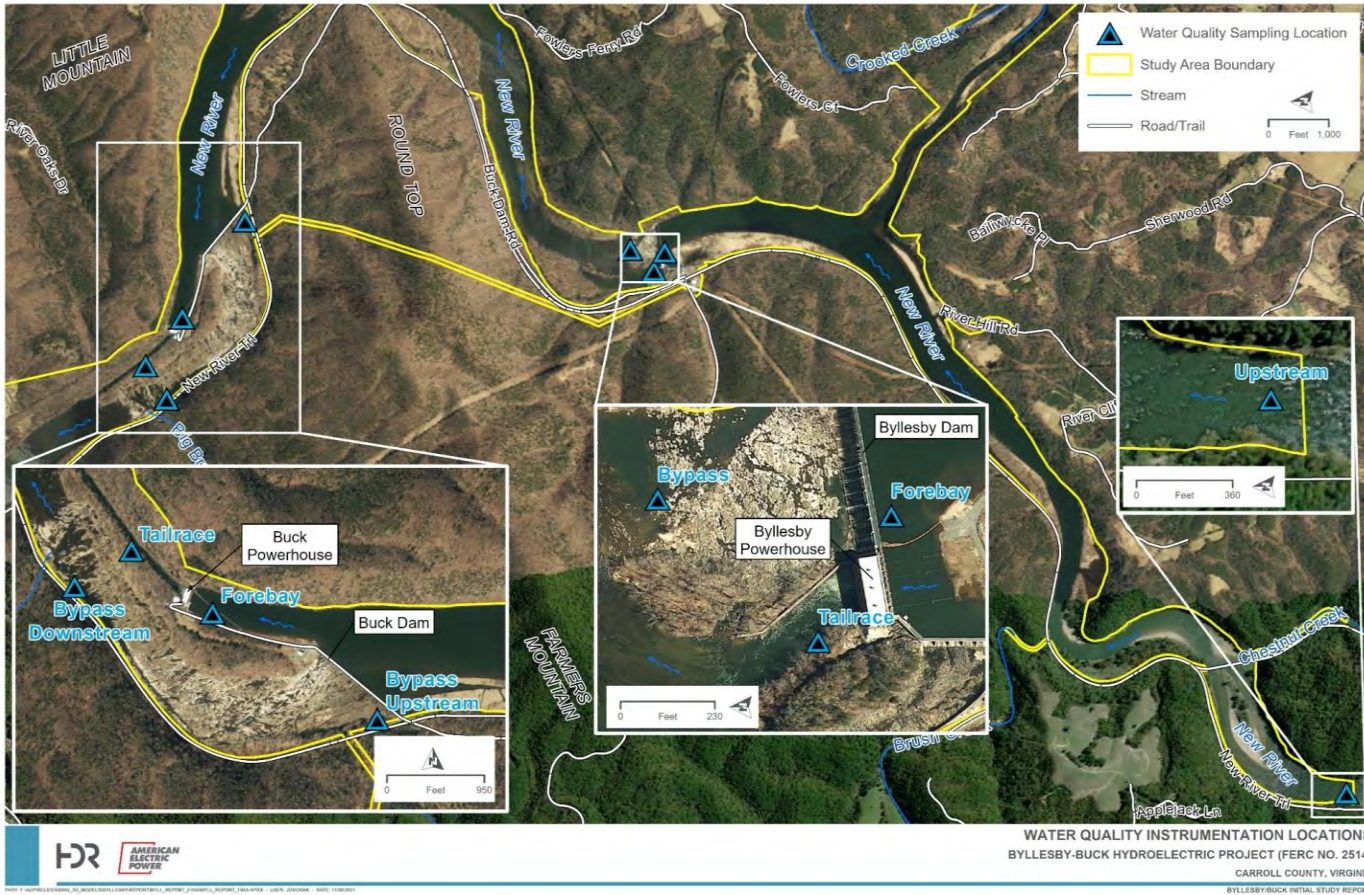 LITTLE
MOUNTAIN
River Oaks Dr
New River
ROUND TOP
Buck Dam Rd
New River
Fowlers Ferry Rd
Fowlers Ct
Crooked Creek
Water Quality Sampling Location
Study Area Boundary
Stream
Road/Trail
0 Feet 1,000
Sherwood Rd
Bailiwycke Pl
New River
River Hill Rd
New River Trl
Upstream
0 Feet 360
Byllesby Dam
Bypass
Forebay
Byllesby
Powerhouse
Tailrace
0 Feet 230
Tailrace
Buck
Powerhouse
Forebay
Bypass
Downstream
Buck Dam
Bypass
Upstream
0 Feet 950
FARMERS
MOUNTAIN
Chestnut Creek
New River
New River Trl
Applejack Ln
HDR
AMERICAN
ELECTRIC
POWER
WATER QUALITY INSTRUMENTATION LOCATIONS
BYLLESBY-BUCK HYDROELECTRIC PROJECT (FERC NO. 2514
CARROLL COUNTY, VIRGINI
BYLLESBY/BUCK INITIAL STUDY REPOR